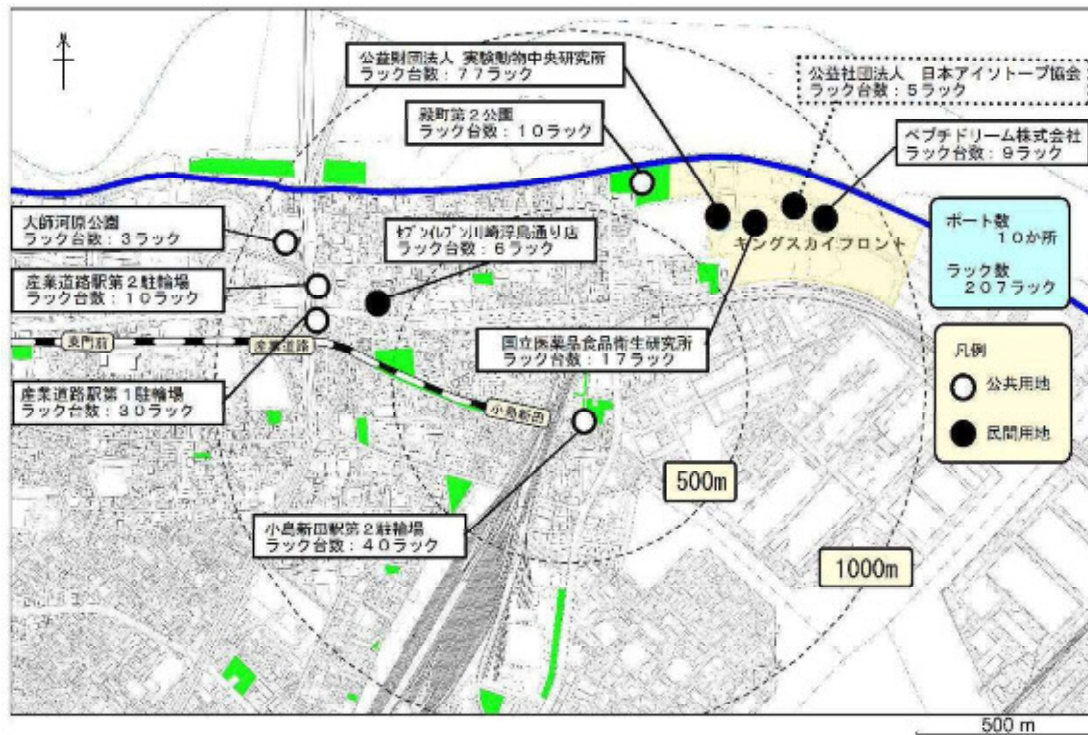 公益財団法人 実験動物中央研究所
ラック台数：７７ラック
公益社団法人　日本アイソトープ協会
ラック台数：５ラック
殿町第２公園
ラック台数：１０ラック
ペプチドリーム株式会社
ラック台数：９ラック
大師河原公園
ラック台数：３ラック
ｾﾌﾞﾝｲﾚﾌﾞﾝ川崎浮島通り店
ラック台数：６ラック
キングスカイフロント
ポート数
１０か所
ラック数
２０７ラック
産業道路駅第２駐輪場
ラック台数：１０ラック
国立医薬品食品衛生研究所
ラック台数：１７ラック
東門前
産業道路
小島新田
産業道路駅第１駐輪場
ラック台数：３０ラック
凡例
公共用地
民間用地
500m
小島新田駅第２駐輪場
ラック台数：４０ラック
1000m
500 m